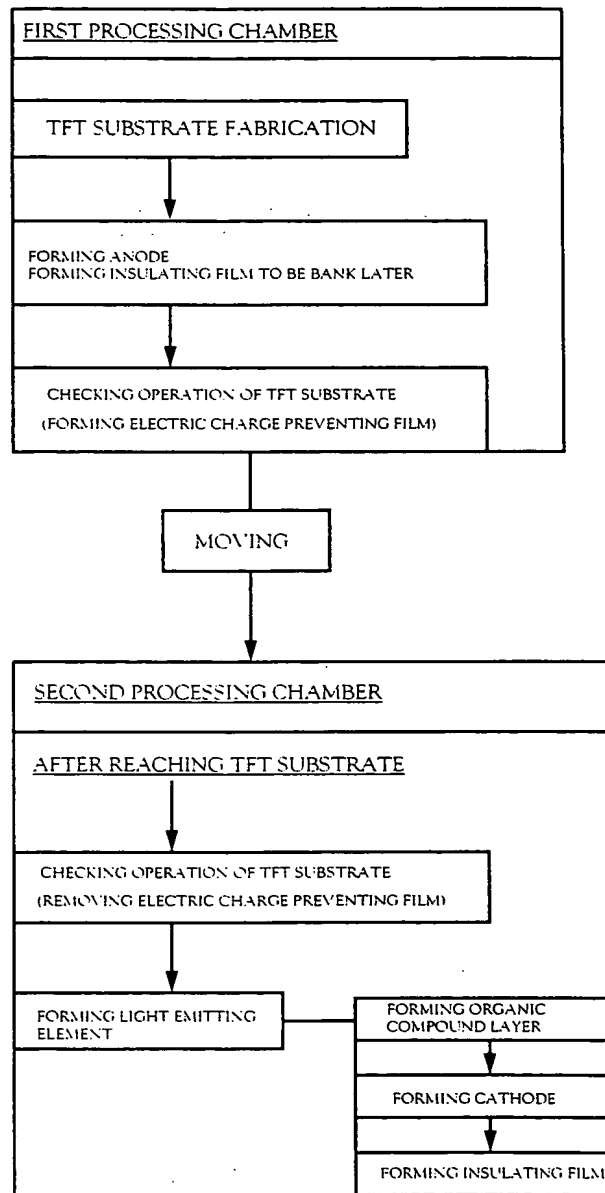 FIRST PROCESSING CHAMBER
TFT SUBSTRATE FABRICATION
FORMING ANODE
FORMING INSULATING FILM TO BE BANK LATER
CHECKING OPERATION OF TFT SUBSTRATE
(FORMING ELECTRIC CHARGE PREVENTING FILM)
MOVING
SECOND PROCESSING CHAMBER
AFTER REACHING TFT SUBSTRATE
CHECKING OPERATION OF TFT SUBSTRATE
(REMOVING ELECTRIC CHARGE PREVENTING FILM)
FORMING LIGHT EMITTING
ELEMENT
FORMING ORGANIC
COMPOUND LAYER
FORMING CATHODE
FORMING INSULATING FILM